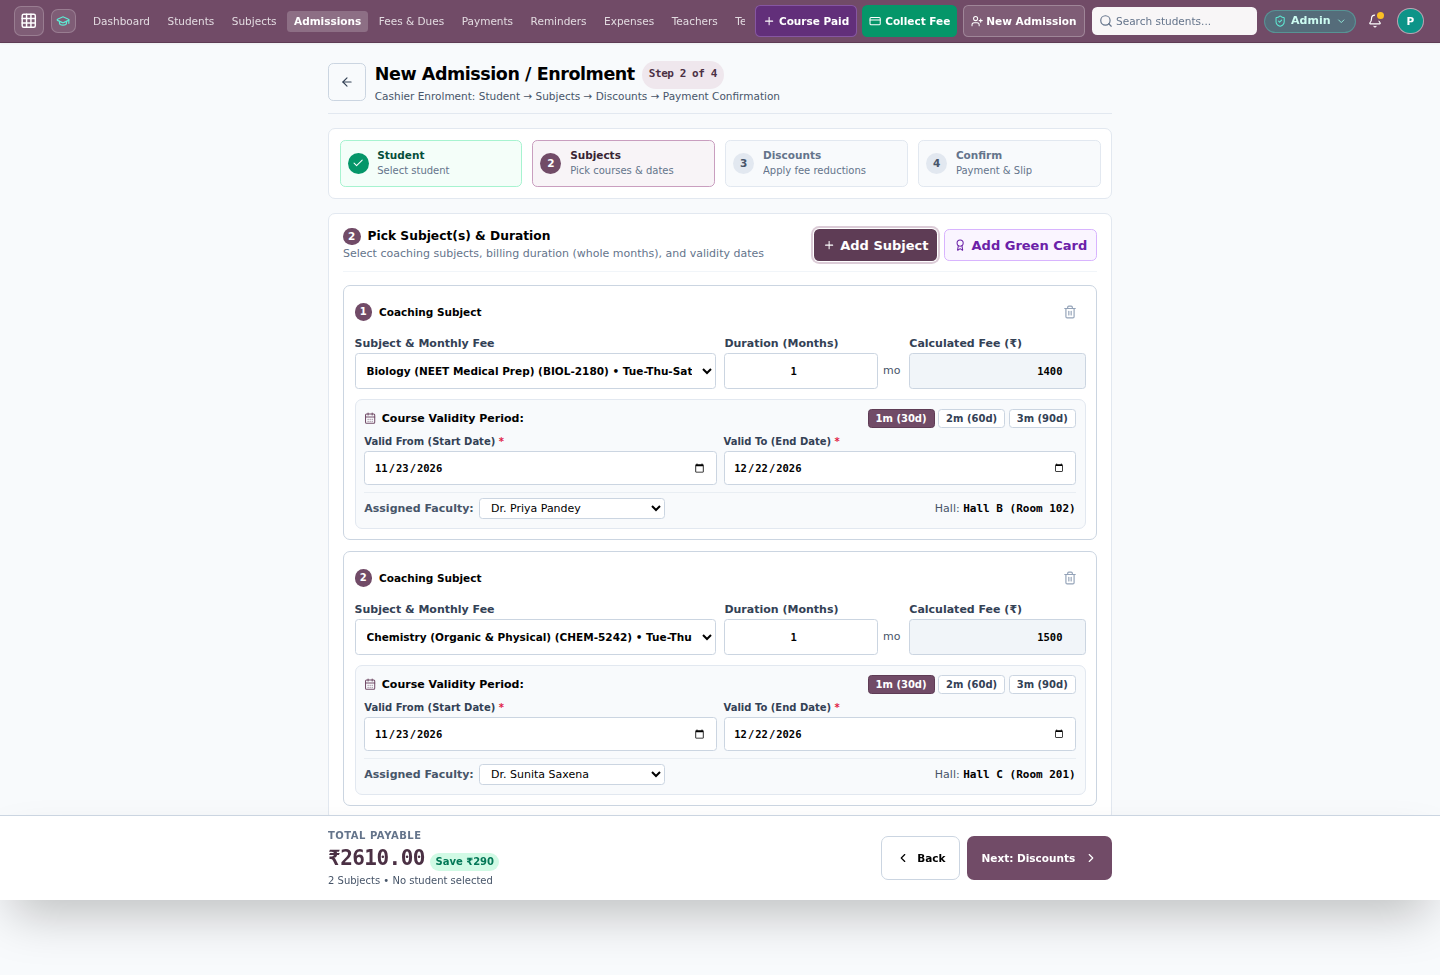 Dashboard Students Subjects Admissions Fees & Dues Payments Reminders Expenses Teachers Te + Course Paid Collect Fee New Admission Search students... Admin P
New Admission / Enrolment Step 2 of 4
Cashier Enrolment: Student → Subjects → Discounts → Payment Confirmation
Student
Select student
2 Subjects
Pick courses & dates
3 Discounts
Apply fee reductions
4 Confirm
Payment & Slip
2 Pick Subject(s) & Duration
Select coaching subjects, billing duration (whole months), and validity dates
+ Add Subject Add Green Card
1 Coaching Subject
Subject & Monthly Fee Duration (Months) Calculated Fee (₹)
Biology (NEET Medical Prep) (BIOL-2180) • Tue-Thu-Sat 1 mo 1400
Course Validity Period: 1m (30d) 2m (60d) 3m (90d)
Valid From (Start Date) * Valid To (End Date) *
11/23/2026 12/22/2026
Assigned Faculty: Dr. Priya Pandey Hall: Hall B (Room 102)
2 Coaching Subject
Subject & Monthly Fee Duration (Months) Calculated Fee (₹)
Chemistry (Organic & Physical) (CHEM-5242) • Tue-Thu 1 mo 1500
Course Validity Period: 1m (30d) 2m (60d) 3m (90d)
Valid From (Start Date) * Valid To (End Date) *
11/23/2026 12/22/2026
Assigned Faculty: Dr. Sunita Saxena Hall: Hall C (Room 201)
TOTAL PAYABLE
₹2610.00 Save ₹290
2 Subjects • No student selected
Back Next: Discounts